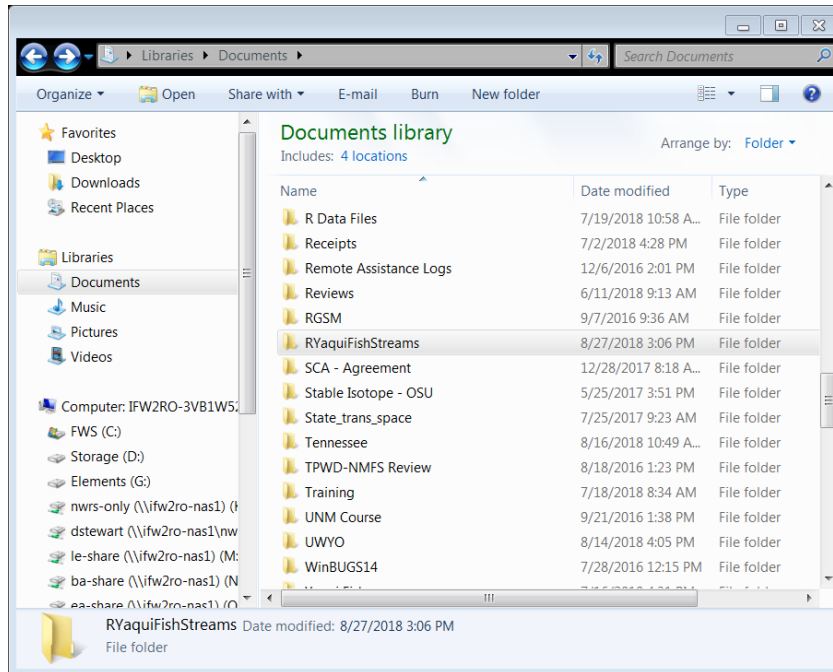 Libraries Documents
Search Documents
Organize Open Share with E-mail Burn New folder
Favorites
Desktop
Downloads
Recent Places
Libraries
Documents
Music
Pictures
Videos
Computer: IFW2RO-3VB1W52
FWS (C:)
Storage (D:)
Elements (G:)
nwrs-only (\\ifw2ro-nas1) (
dstewart (\\ifw2ro-nas1\nw
le-share (\\ifw2ro-nas1) (M:
ba-share (\\ifw2ro-nas1) (N
ea-share (\\ifw2ro-nas1) (O
Documents library
Includes: 4 locations
Arrange by: Folder
Name Date modified Type
R Data Files 7/19/2018 10:58 A... File folder
Receipts 7/2/2018 4:28 PM File folder
Remote Assistance Logs 12/6/2016 2:01 PM File folder
Reviews 6/11/2018 9:13 AM File folder
RGSM 9/7/2016 9:36 AM File folder
RYaquiFishStreams 8/27/2018 3:06 PM File folder
SCA - Agreement 12/28/2017 8:18 A... File folder
Stable Isotope - OSU 5/25/2017 3:51 PM File folder
State_trans_space 7/25/2017 9:23 AM File folder
Tennessee 8/16/2018 10:49 A... File folder
TPWD-NMFS Review 8/18/2016 1:23 PM File folder
Training 7/18/2018 8:34 AM File folder
UNM Course 9/21/2016 1:38 PM File folder
UWYO 8/14/2018 4:05 PM File folder
WinBUGS14 7/28/2016 12:15 PM File folder
RYaquiFishStreams Date modified: 8/27/2018 3:06 PM
File folder